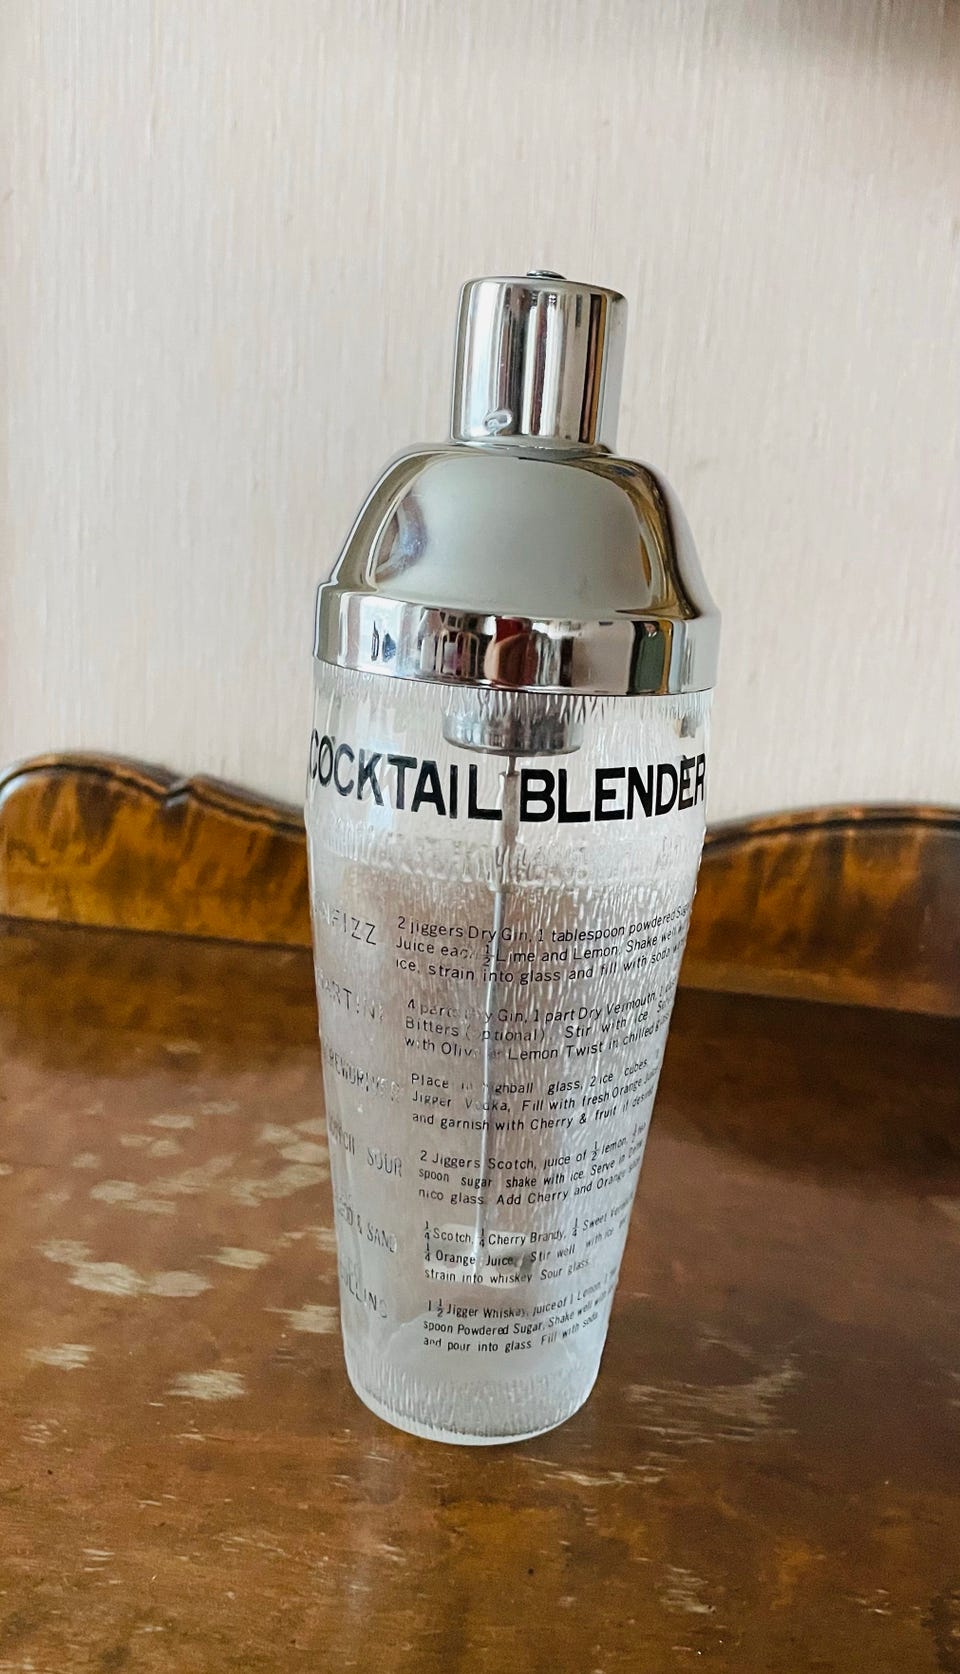 COCKTAIL BLENDER
FIZZ 2 jiggers Dry Gin, 1 tablespoon powdered
Juice each ½ Lime and Lemon, Shake well
ice, strain into glass and fill with soda
4 parts Dry Gin, 1 part Dry Vermouth,
Bitters (optional). Stir with ice
with Olive or Lemon Twist in chilled
Place in highball glass, 2 ice cubes
Jigger Vodka, Fill with fresh Orange
and garnish with Cherry & fruit if
SOUR 2 Jiggers Scotch, juice of ½ lemon,
spoon sugar shake with ice Serve in
nico glass. Add Cherry and Orange
& SAND ¼ Scotch, ¼ Cherry Brandy, ¼ Sweet
¼ Orange Juice, Stir well with ice
strain into whiskey Sour glass
1½ Jigger Whiskay, juice of 1 Lemon,
spoon Powdered Sugar, Shake well
and pour into glass Fill with soda